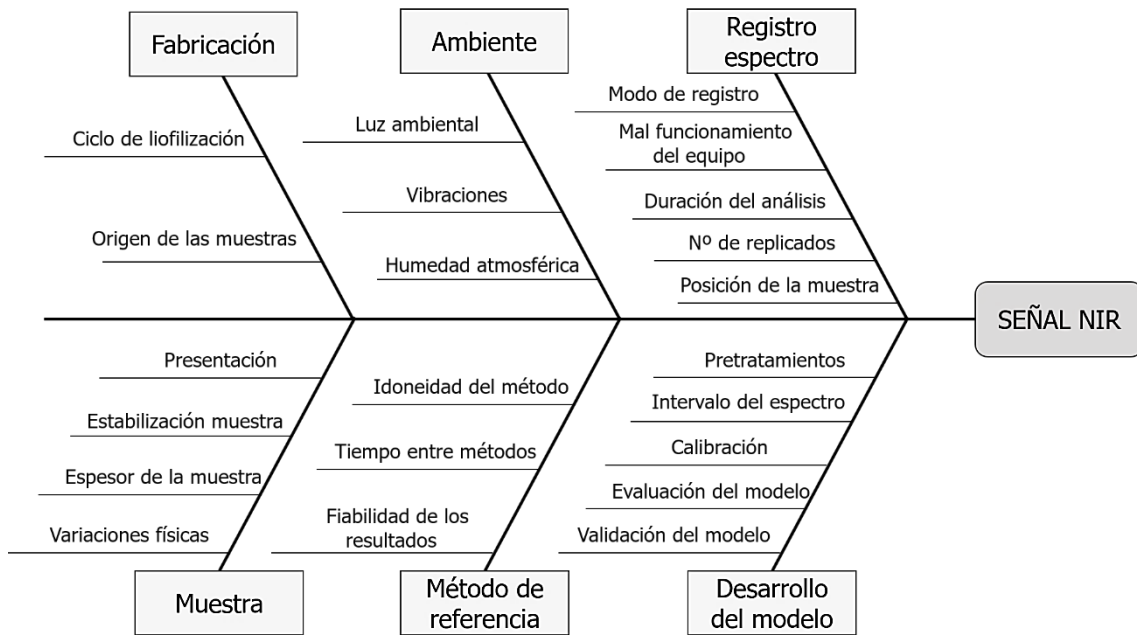 Fabricación
Ambiente
Registro
espectro
Ciclo de liofilización
Origen de las muestras
Luz ambiental
Vibraciones
Humedad atmosférica
Modo de registro
Mal funcionamiento
del equipo
Duración del análisis
Nº de replicados
Posición de la muestra
SEÑAL NIR
Presentación
Estabilización muestra
Espesor de la muestra
Variaciones físicas
Idoneidad del método
Tiempo entre métodos
Fiabilidad de los
resultados
Pretratamientos
Intervalo del espectro
Calibración
Evaluación del modelo
Validación del modelo
Muestra
Método de
referencia
Desarrollo
del modelo